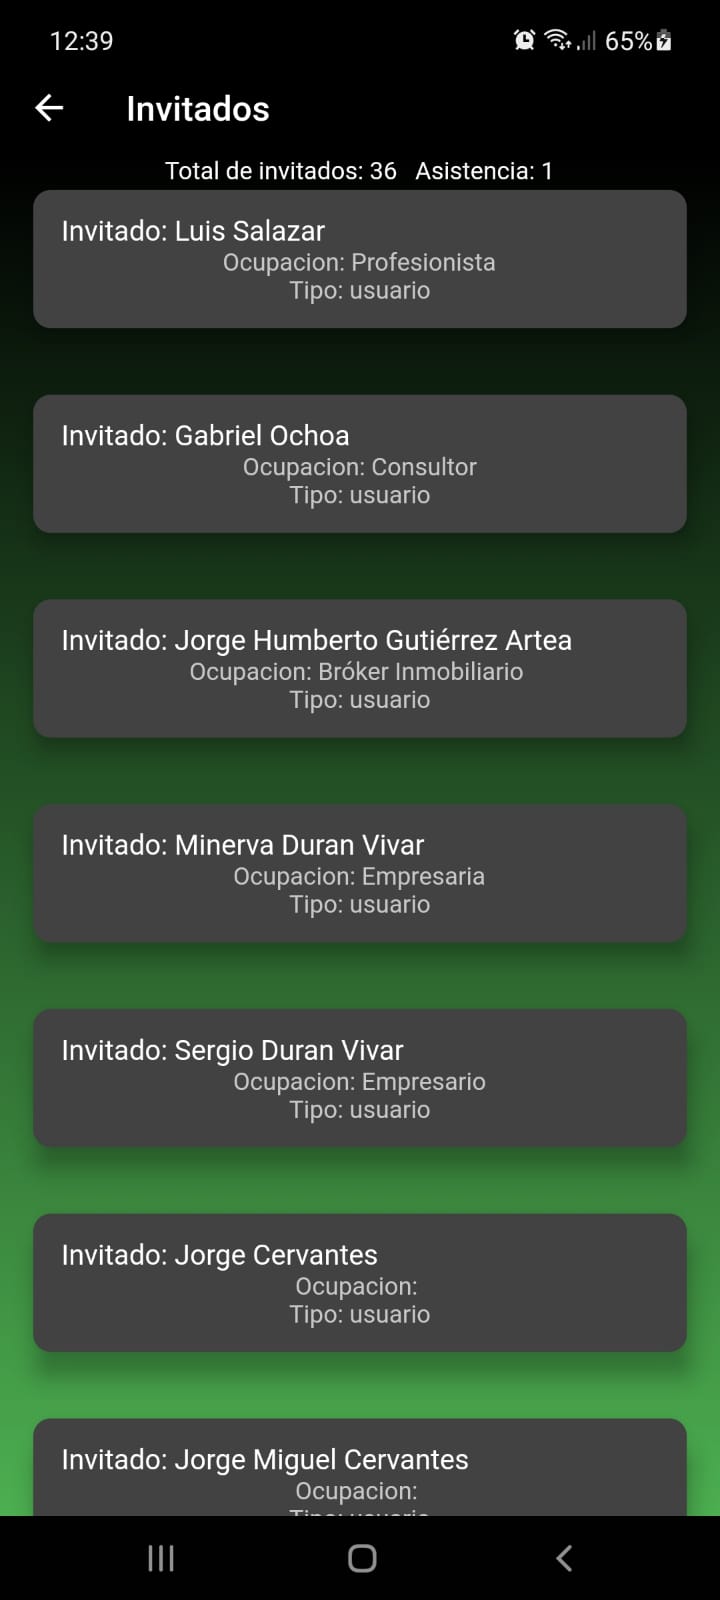 12:39 65%
Invitados
Total de invitados: 36 Asistencia: 1
Invitado: Luis Salazar
Ocupacion: Profesionista
Tipo: usuario
Invitado: Gabriel Ochoa
Ocupacion: Consultor
Tipo: usuario
Invitado: Jorge Humberto Gutiérrez Artea
Ocupacion: Bróker Inmobiliario
Tipo: usuario
Invitado: Minerva Duran Vivar
Ocupacion: Empresaria
Tipo: usuario
Invitado: Sergio Duran Vivar
Ocupacion: Empresario
Tipo: usuario
Invitado: Jorge Cervantes
Ocupacion:
Tipo: usuario
Invitado: Jorge Miguel Cervantes
Ocupacion:
Tipo: usuario